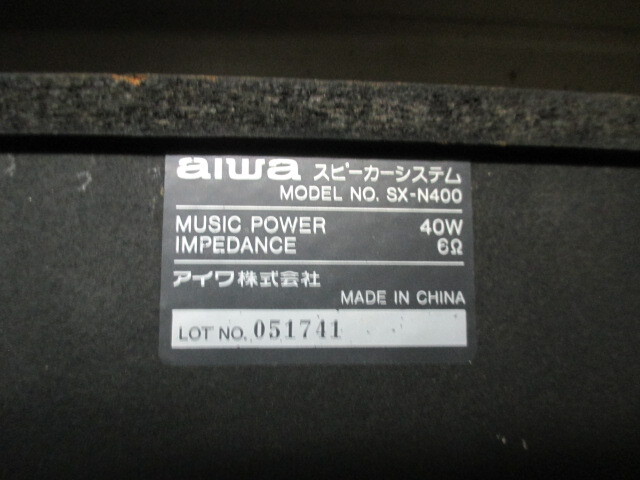 aiwa スピーカーシステム
MODEL NO. SX-N400
MUSIC POWER 40W
IMPEDANCE 6Ω
アイワ株式会社
MADE IN CHINA
LOT NO. 051741